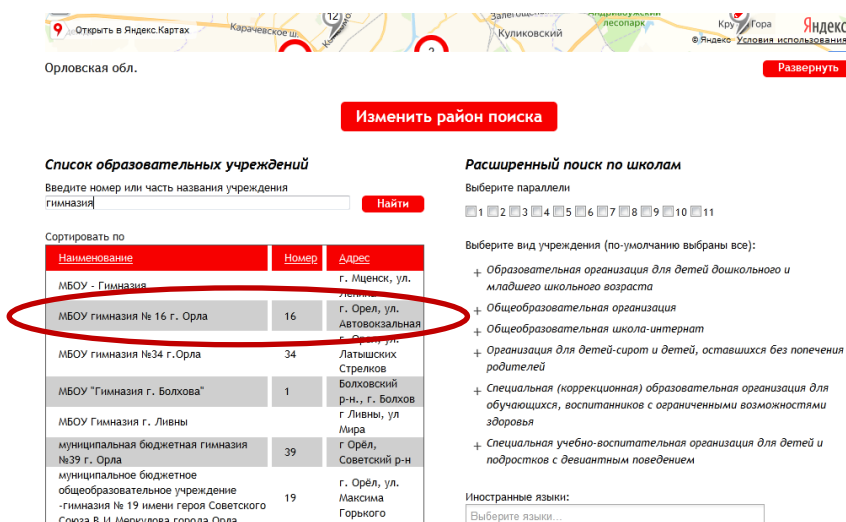 Открыть в Яндекс.Картах
Карачевское ш.
12
Куликовский
лесопарк
Яндекс
© Яндекс Условия использования
Орловская обл.
Развернуть
Изменить район поиска
Список образовательных учреждений
Введите номер или часть названия учреждения
гимназия
Найти
Сортировать по
Наименование Номер Адрес
МБОУ - Гимназия г. Мценск, ул.
Ленина
МБОУ гимназия № 16 г. Орла 16 г. Орел, ул.
Автовокзальная
г. Орел, ул.
МБОУ гимназия №34 г.Орла 34 Латышских
Стрелков
МБОУ "Гимназия г. Болхова" 1 Болховский
р-н., г. Болхов
МБОУ Гимназия г. Ливны г Ливны, ул
Мира
муниципальная бюджетная гимназия
№39 г. Орла 39 г Орёл,
Советский р-н
муниципальное бюджетное
общеобразовательное учреждение
-гимназия № 19 имени героя Советского
Союза В.И.Меркулова города Орла
19
г. Орёл, ул.
Максима
Горького
Расширенный поиск по школам
Выберите параллели
1 2 3 4 5 6 7 8 9 10 11
Выберите вид учреждения (по-умолчанию выбраны все):
+ Образовательная организация для детей дошкольного и
младшего школьного возраста
+ Общеобразовательная организация
+ Общеобразовательная школа-интернат
+ Организация для детей-сирот и детей, оставшихся без попечения
родителей
+ Специальная (коррекционная) образовательная организация для
обучающихся, воспитанников с ограниченными возможностями
здоровья
+ Специальная учебно-воспитательная организация для детей и
подростков с девиантным поведением
Иностранные языки:
Выберите языки...